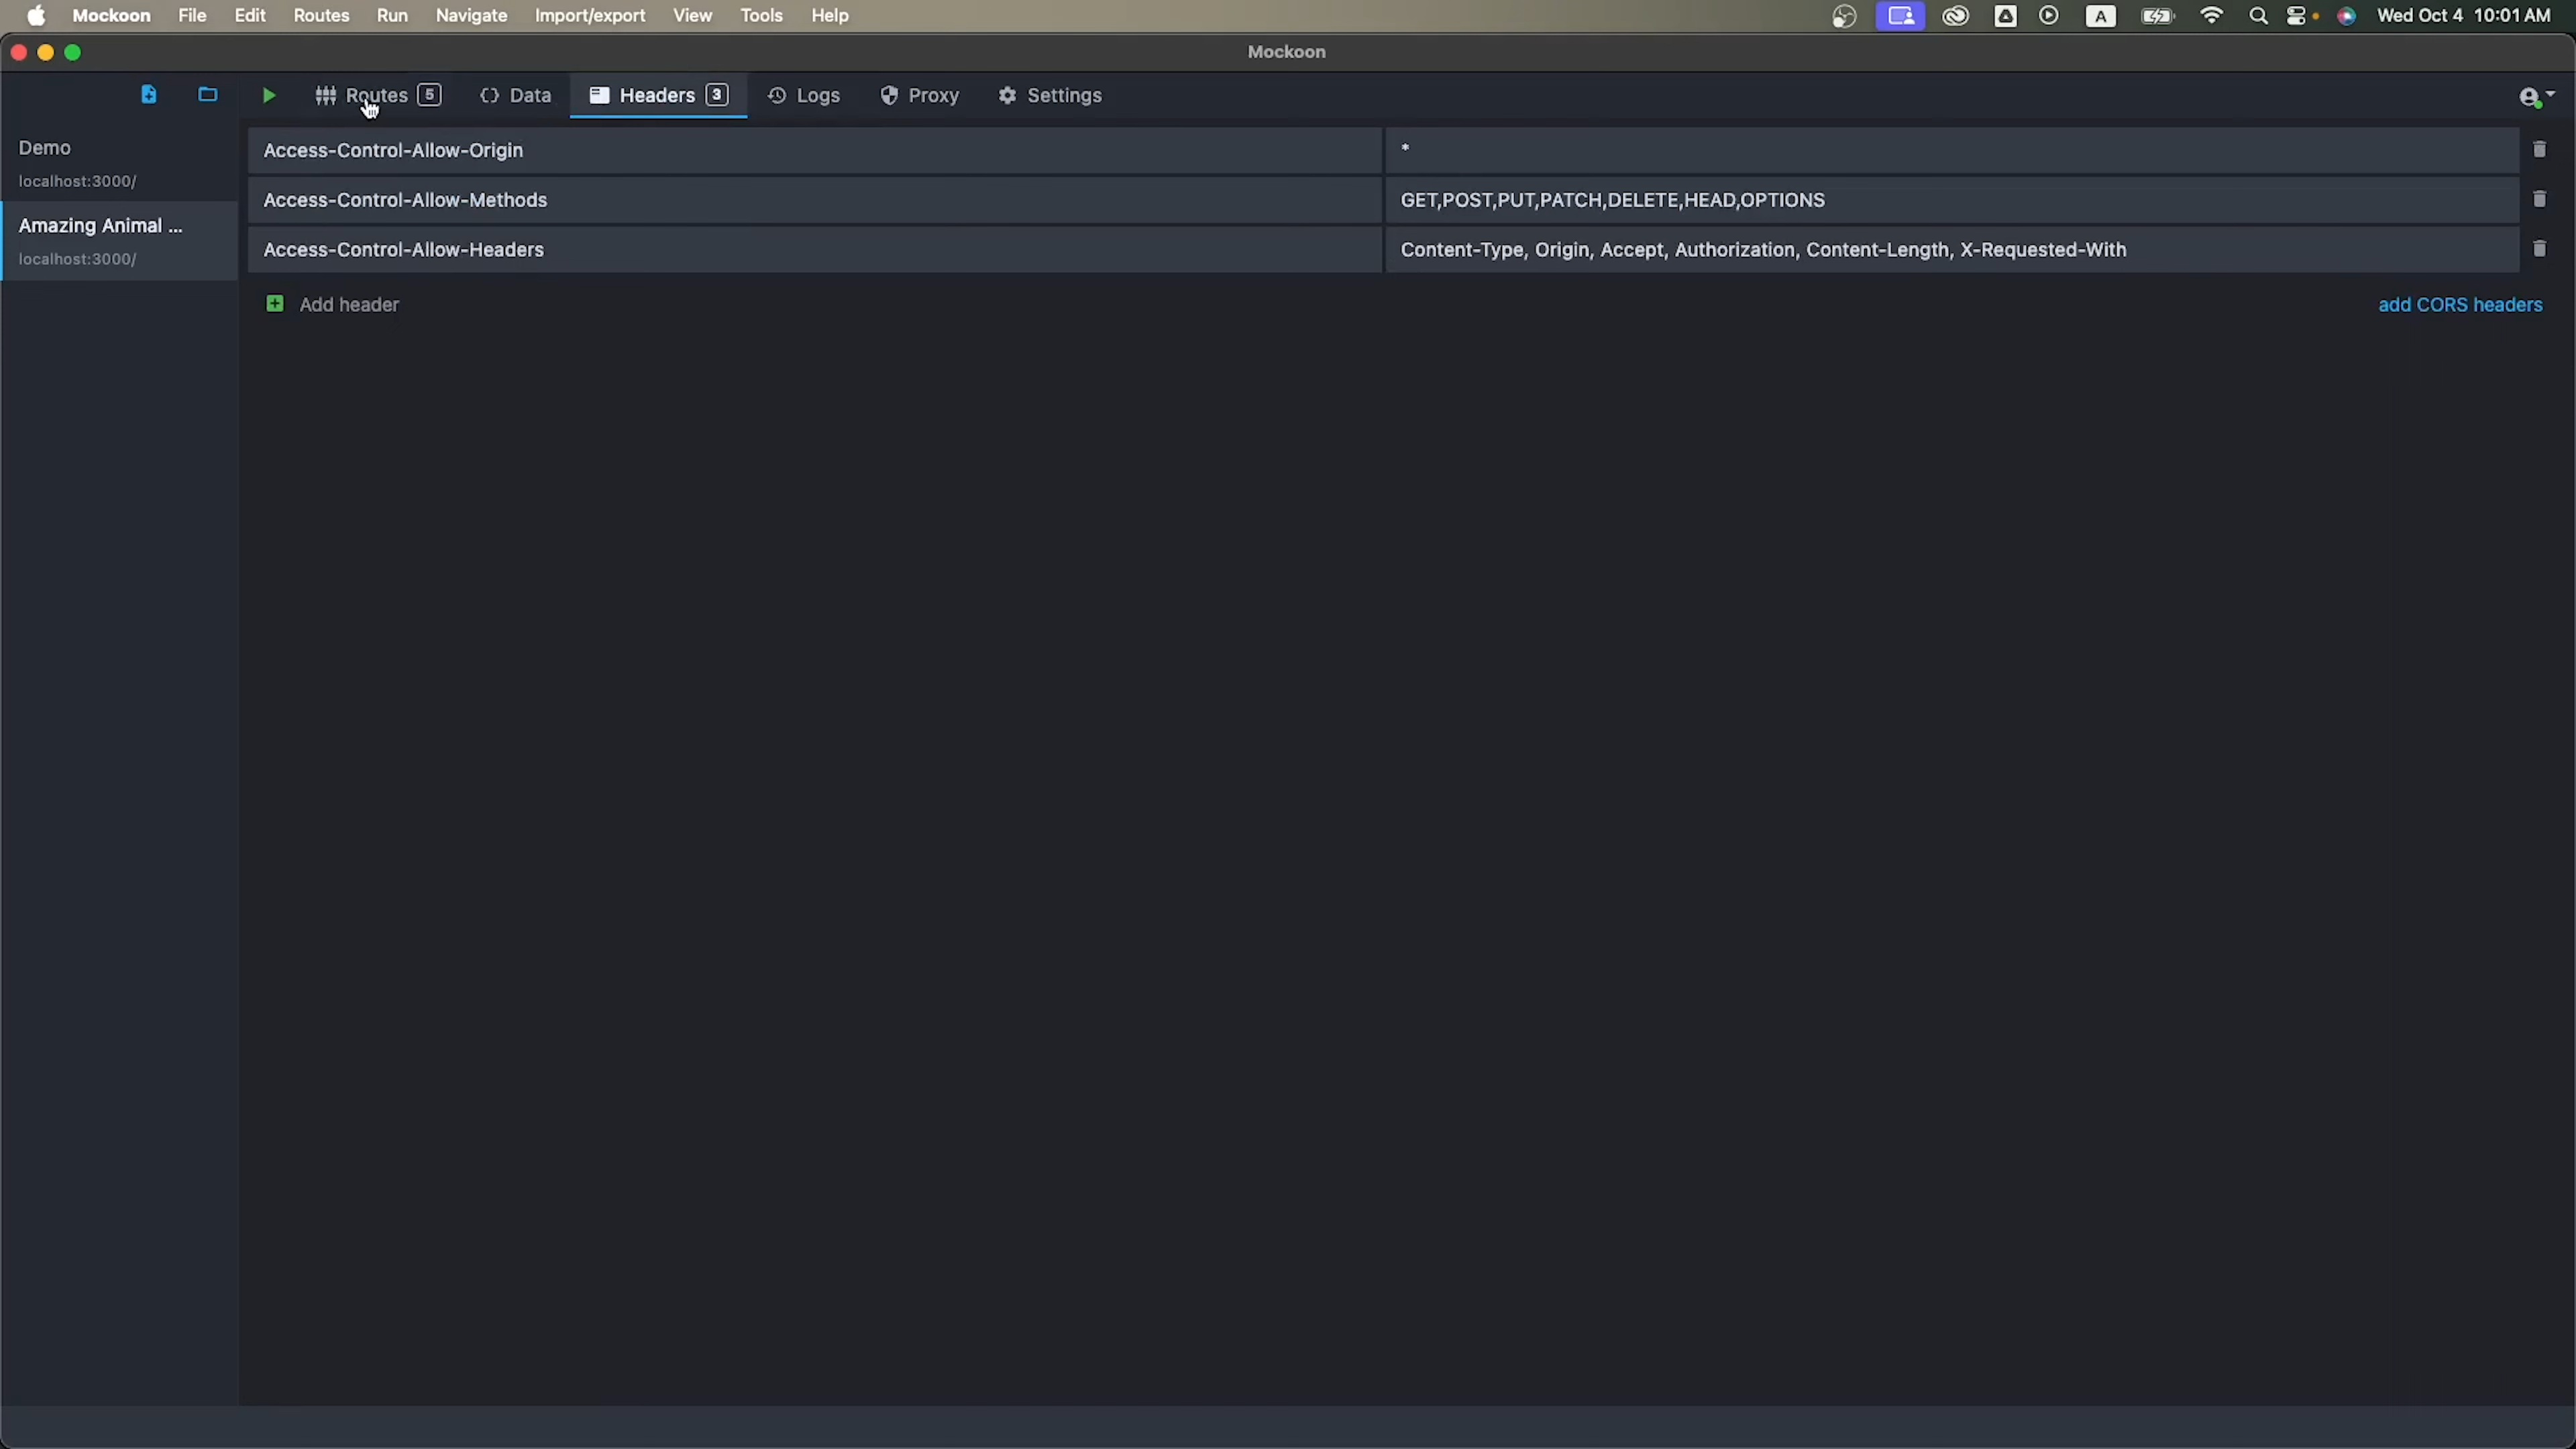 Mockoon File Edit Routes Run Navigate Import/export View Tools Help A Wed Oct 4 10:01 AM
Mockoon
Routes 5 Data Headers 3 Logs Proxy Settings
Demo
localhost:3000/
Amazing Animal ...
localhost:3000/
Access-Control-Allow-Origin *
Access-Control-Allow-Methods GET,POST,PUT,PATCH,DELETE,HEAD,OPTIONS
Access-Control-Allow-Headers Content-Type, Origin, Accept, Authorization, Content-Length, X-Requested-With
Add header add CORS headers